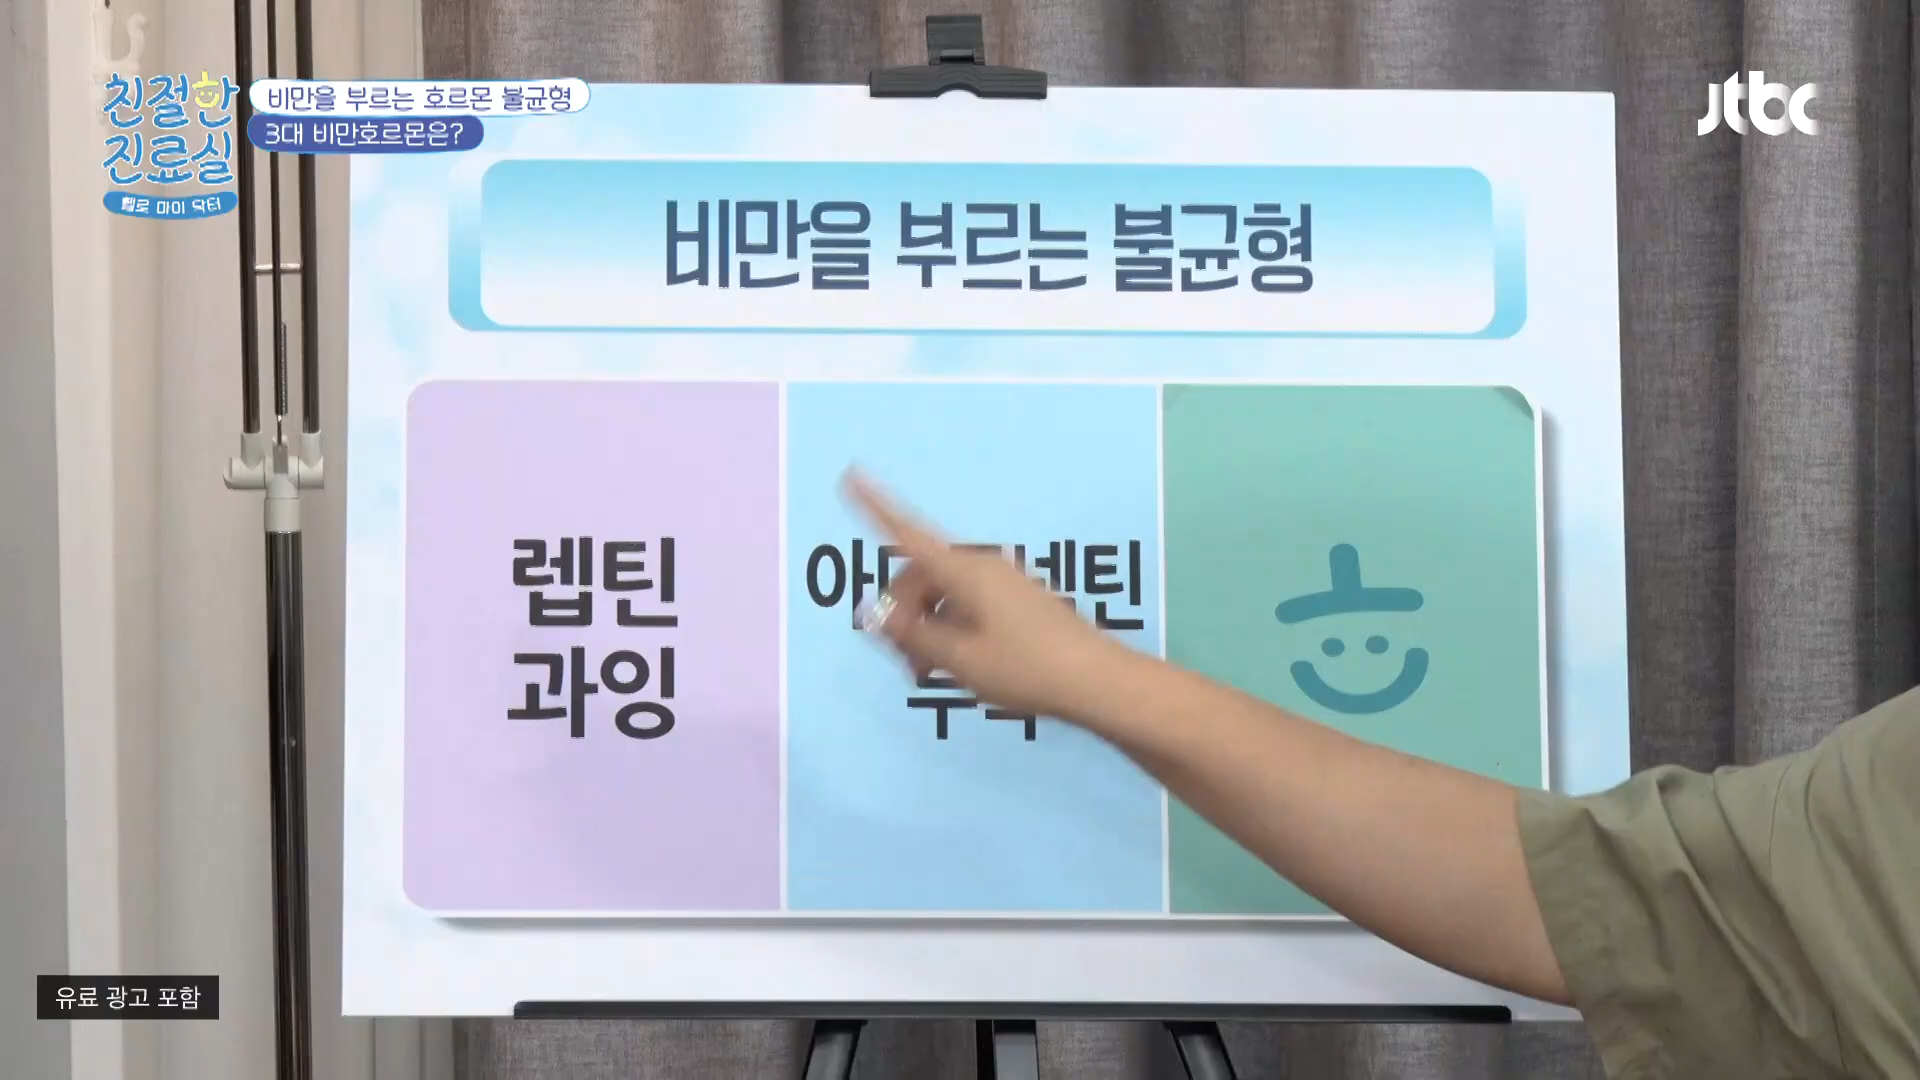 친절한
진료실
헬로 마이 닥터
비만을 부르는 호르몬 불균형
3대 비만호르몬은?
jtbc
비만을 부르는 불균형
렙틴
과잉
유료 광고 포함